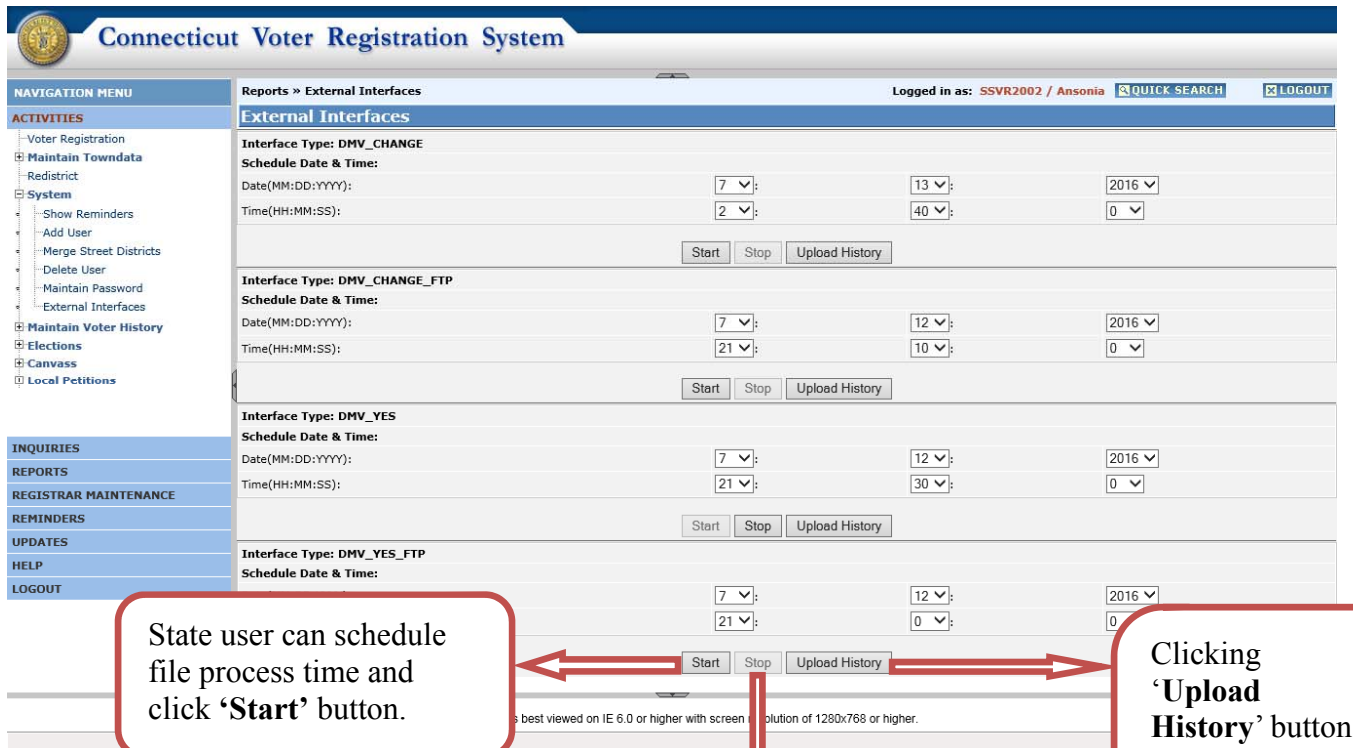 Connecticut Voter Registration System
NAVIGATION MENU
ACTIVITIES
Voter Registration
Maintain Towndata
Redistrict
System
Show Reminders
Add User
Merge Street Districts
Delete User
Maintain Password
External Interfaces
Maintain Voter History
Elections
Canvass
Local Petitions
INQUIRIES
REPORTS
REGISTRAR MAINTENANCE
REMINDERS
UPDATES
HELP
LOGOUT
Reports » External Interfaces Logged in as: SSVR2002 / Ansonia QUICK SEARCH LOGOUT
External Interfaces
Interface Type: DMV_CHANGE
Schedule Date & Time:
Date(MM:DD:YYYY): 7 : 13 : 2016
Time(HH:MM:SS): 2 : 40 : 0
Start Stop Upload History
Interface Type: DMV_CHANGE_FTP
Schedule Date & Time:
Date(MM:DD:YYYY): 7 : 12 : 2016
Time(HH:MM:SS): 21 : 10 : 0
Start Stop Upload History
Interface Type: DMV_YES
Schedule Date & Time:
Date(MM:DD:YYYY): 7 : 12 : 2016
Time(HH:MM:SS): 21 : 30 : 0
Start Stop Upload History
Interface Type: DMV_YES_FTP
Schedule Date & Time:
7 : 12 : 2016
21 : 0 : 0
Start Stop Upload History
State user can schedule
file process time and
click ‘Start’ button.
best viewed on IE 6.0 or higher with screen resolution of 1280x768 or higher.
Clicking
‘Upload
History’ button